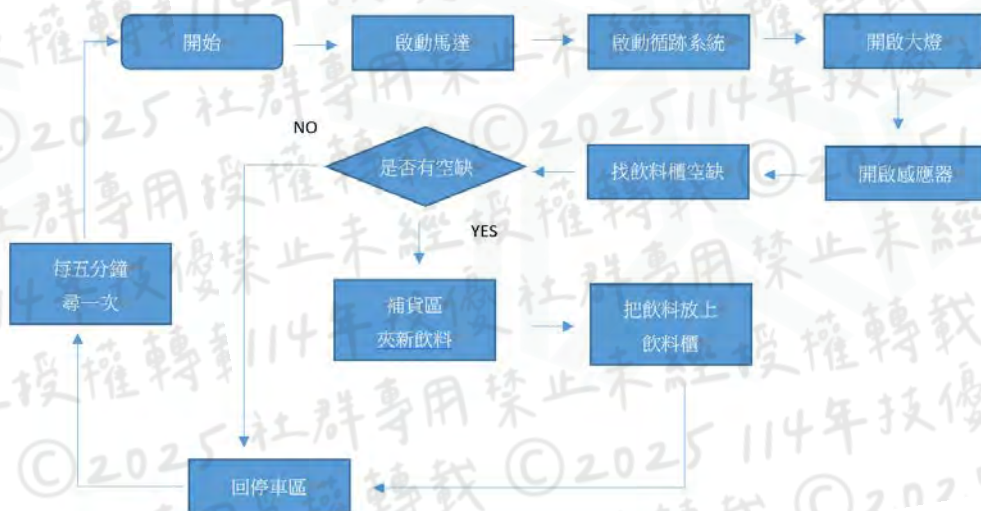 開始
啟動馬達
啟動循跡系統
開啟大燈
NO
是否有空缺
找飲料櫃空缺
開啟感應器
YES
每五分鐘
尋一次
補貨區
夾新飲料
把飲料放上
飲料櫃
回停車區
©2025 社群專用禁止未經授權轉載
©2025 114年技優